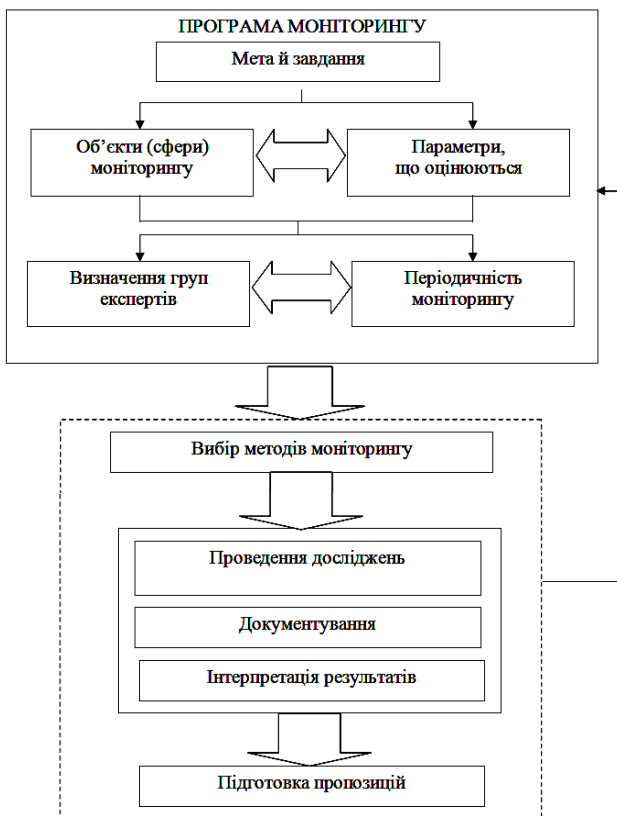 ПРОГРАМА МОНІТОРИНГУ
Мета й завдання
Об’єкти (сфери)
моніторингу
Параметри,
що оцінюються
Визначення груп
експертів
Періодичність
моніторингу
Вибір методів моніторингу
Проведення досліджень
Документування
Інтерпретація результатів
Підготовка пропозицій